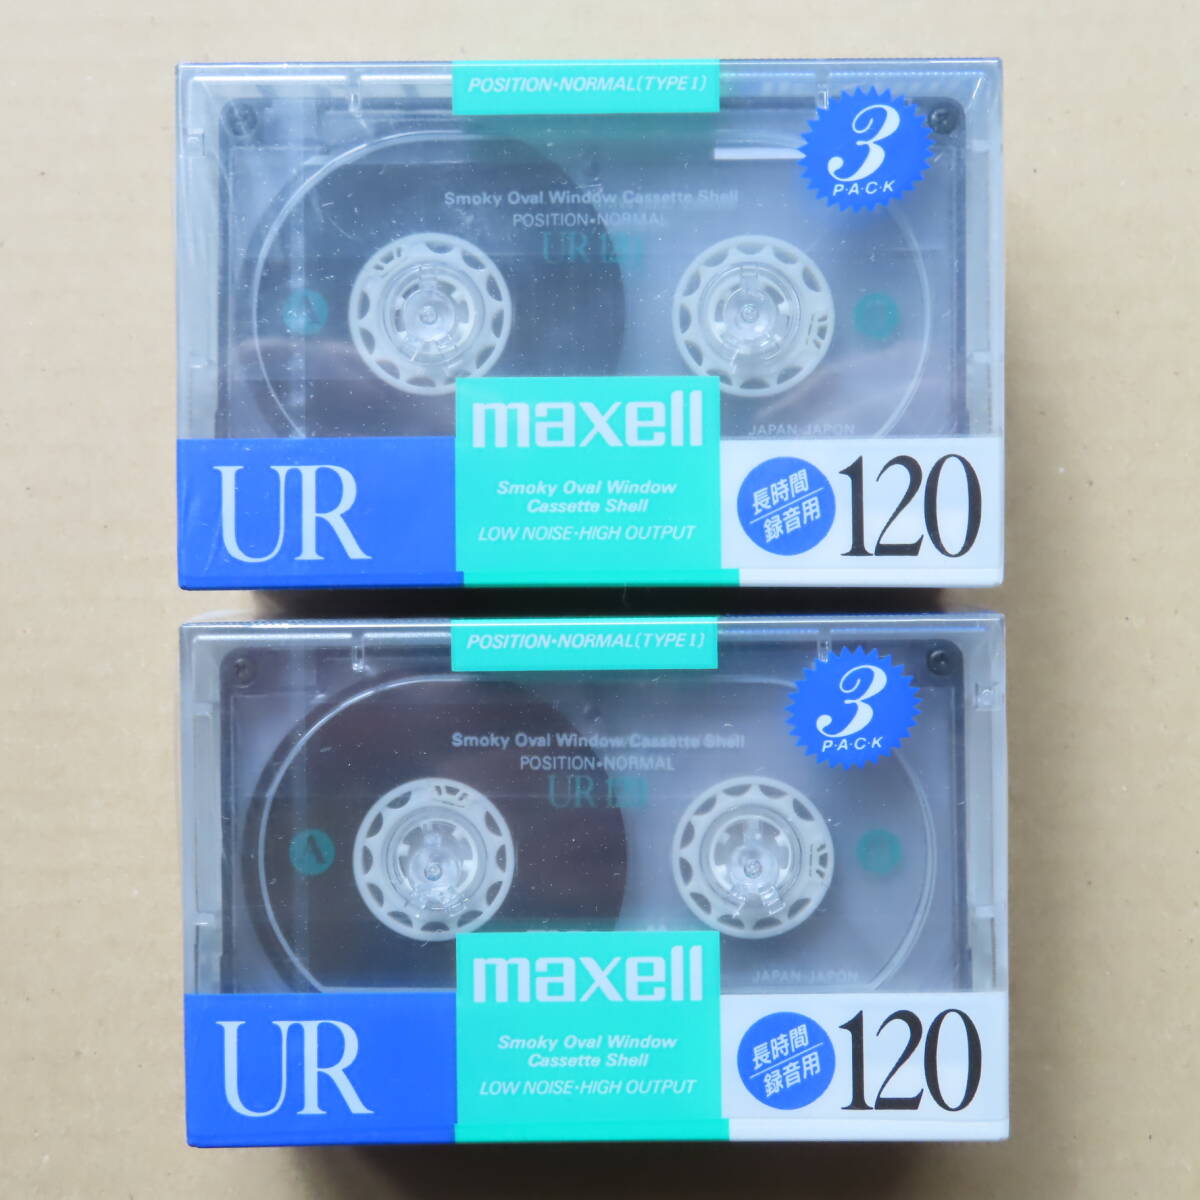 POSITION•NORMAL(TYPE I)
3
P·A·C·K
Smoky Oval Window Cassette Shell
POSITION•NORMAL
UR 120
A
maxell
JAPAN-JAPON
UR
Smoky Oval Window
Cassette Shell
LOW NOISE•HIGH OUTPUT
長時間
録音用
120
POSITION•NORMAL(TYPE I)
3
P·A·C·K
Smoky Oval Window Cassette Shell
POSITION•NORMAL
UR 120
A
maxell
JAPAN-JAPON
UR
Smoky Oval Window
Cassette Shell
LOW NOISE•HIGH OUTPUT
長時間
録音用
120